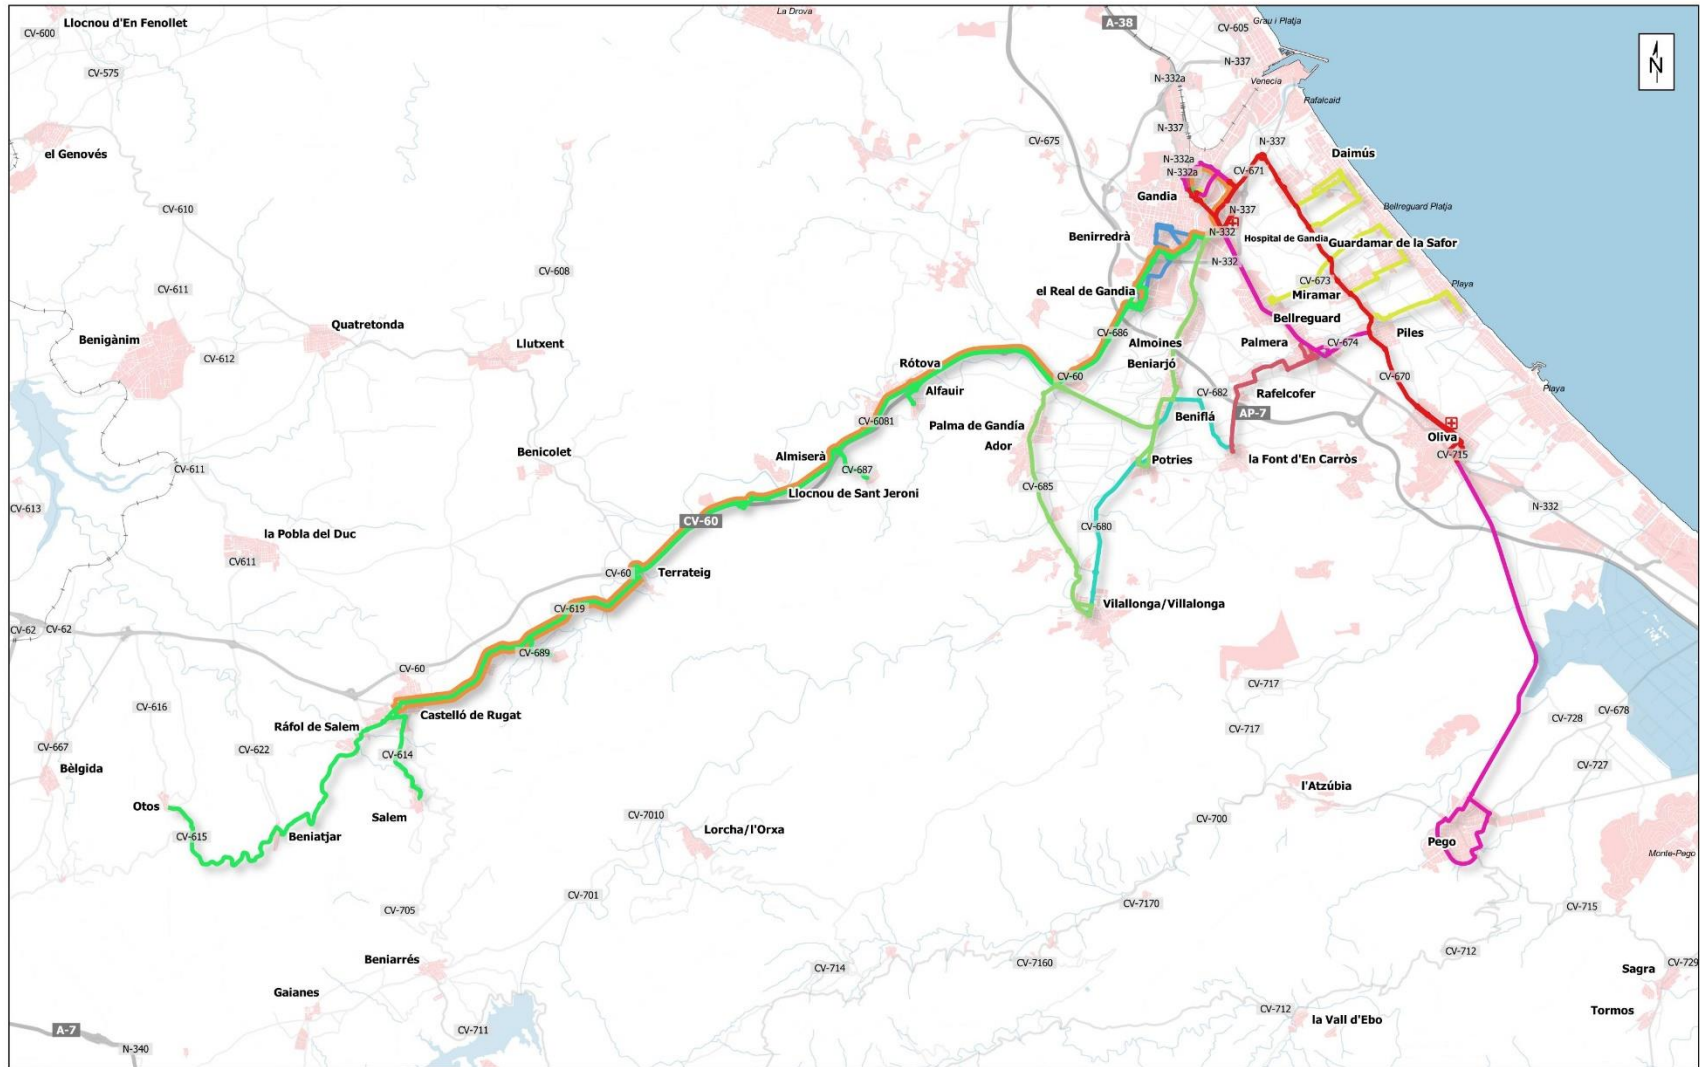 La Drova
Grau i Platja
Llocnou d'En Fenollet
A-38
CV-605
CV-600
N-337
CV-575
N-332a
Venecia
N
Rafalcaid
N-337
N-337
CV-675
el Genovés
Daimús
N-332a
CV-671
N-332a
Gandia
CV-610
N-337
Bellreguard Platja
N-332
Hospital de Gandia
Benirredrà
Guardamar de la Safor
N-332
CV-608
CV-673
Playa
CV-611
el Real de Gandia
Miramar
Bellreguard
Quatretonda
CV-686
Piles
Benigànim
Llutxent
Almoines
Palmera
CV-674
CV-612
Beniarjó
Rótova
CV-60
CV-670
Playa
Alfauir
CV-682
Rafelcofer
AP-7
CV-6081
Palma de Gandía
Beniflá
Oliva
Ador
Benicolet
Almiserà
CV-715
Potries
la Font d'En Carròs
CV-611
CV-687
Llocnou de Sant Jeroni
CV-685
CV-613
N-332
CV-60
CV-680
la Pobla del Duc
CV611
CV-60
Terrateig
Vilallonga/Villalonga
CV-619
CV-62
CV-62
CV-689
CV-60
CV-717
CV-616
Castelló de Rugat
CV-678
CV-728
Ráfol de Salem
CV-717
CV-667
CV-622
CV-614
CV-727
Bèlgida
l'Atzúbia
Otos
Salem
CV-7010
CV-700
Lorcha/l'Orxa
CV-615
Beniatjar
Pego
Monte-Pego
CV-701
CV-7170
CV-705
CV-715
CV-712
Beniarrés
CV-714
CV-7160
CV-729
Sagra
Gaianes
CV-712
Tormos
la Vall d'Ebo
A-7
CV-711
N-340